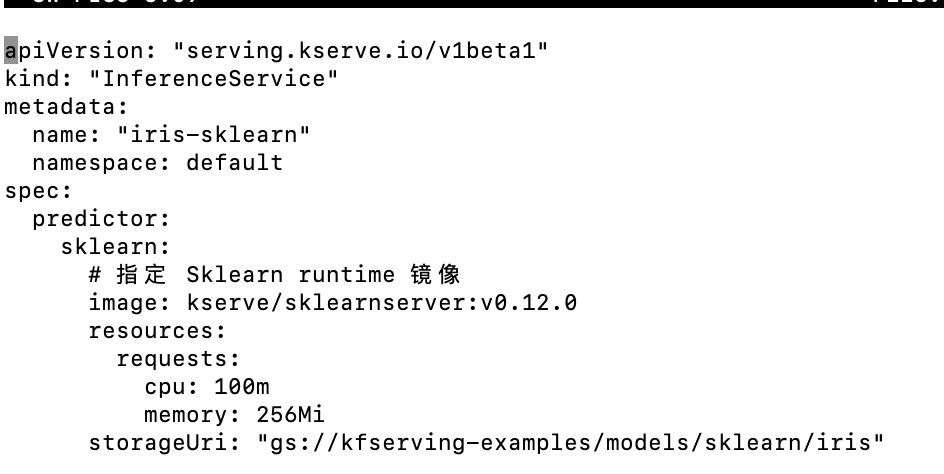 apiVersion: "serving.kserve.io/v1beta1"
kind: "InferenceService"
metadata:
  name: "iris-sklearn"
  namespace: default
spec:
  predictor:
    sklearn:
      # 指定 Sklearn runtime 镜像
      image: kserve/sklearnserver:v0.12.0
      resources:
        requests:
          cpu: 100m
          memory: 256Mi
      storageUri: "gs://kfserving-examples/models/sklearn/iris"